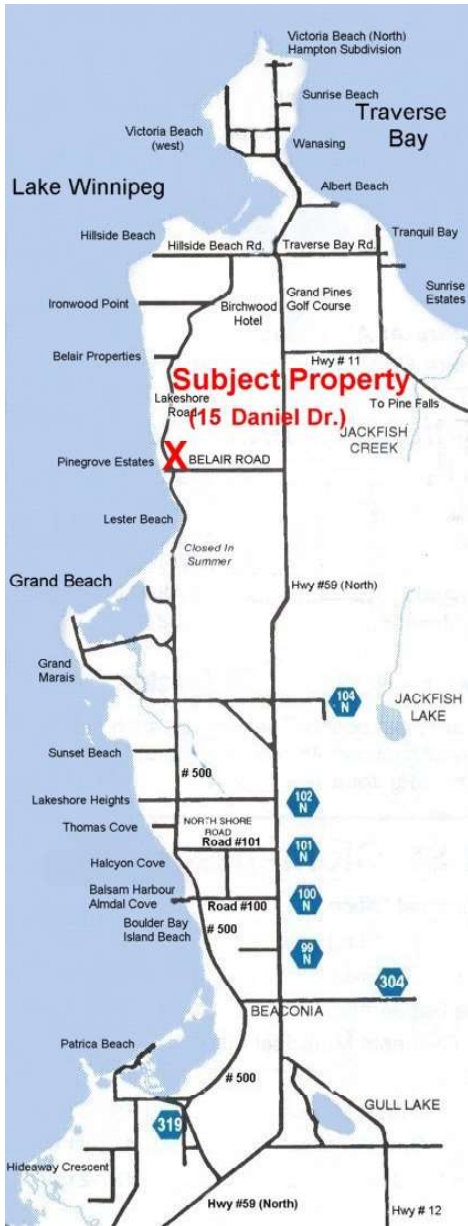 Victoria Beach (North)
Hampton Subdivision
Sunrise Beach
Traverse
Bay
Victoria Beach
(west)
Wanasing
Lake Winnipeg
Albert Beach
Hillside Beach
Hillside Beach Rd.
Traverse Bay Rd.
Tranquil Bay
Ironwood Point
Birchwood
Hotel
Grand Pines
Golf Course
Sunrise
Estates
Belair Properties
Hwy # 11
Subject Property
Lakeshore
Road
(15 Daniel Dr.)
To Pine Falls
JACKFISH
CREEK
X
Pinegrove Estates
BELAIR ROAD
Lester Beach
Closed In
Summer
Grand Beach
Hwy #59 (North)
Grand
Marais
104
N
JACKFISH
LAKE
Sunset Beach
# 500
Lakeshore Heights
102
N
Thomas Cove
NORTH SHORE
ROAD
Road #101
101
N
Halcyon Cove
Balsam Harbour
Almdal Cove
Road #100
100
N
Boulder Bay
Island Beach
# 500
99
N
304
BEACONIA
Patrica Beach
# 500
GULL LAKE
319
Hideaway Crescent
Hwy #59 (North)
Hwy # 12